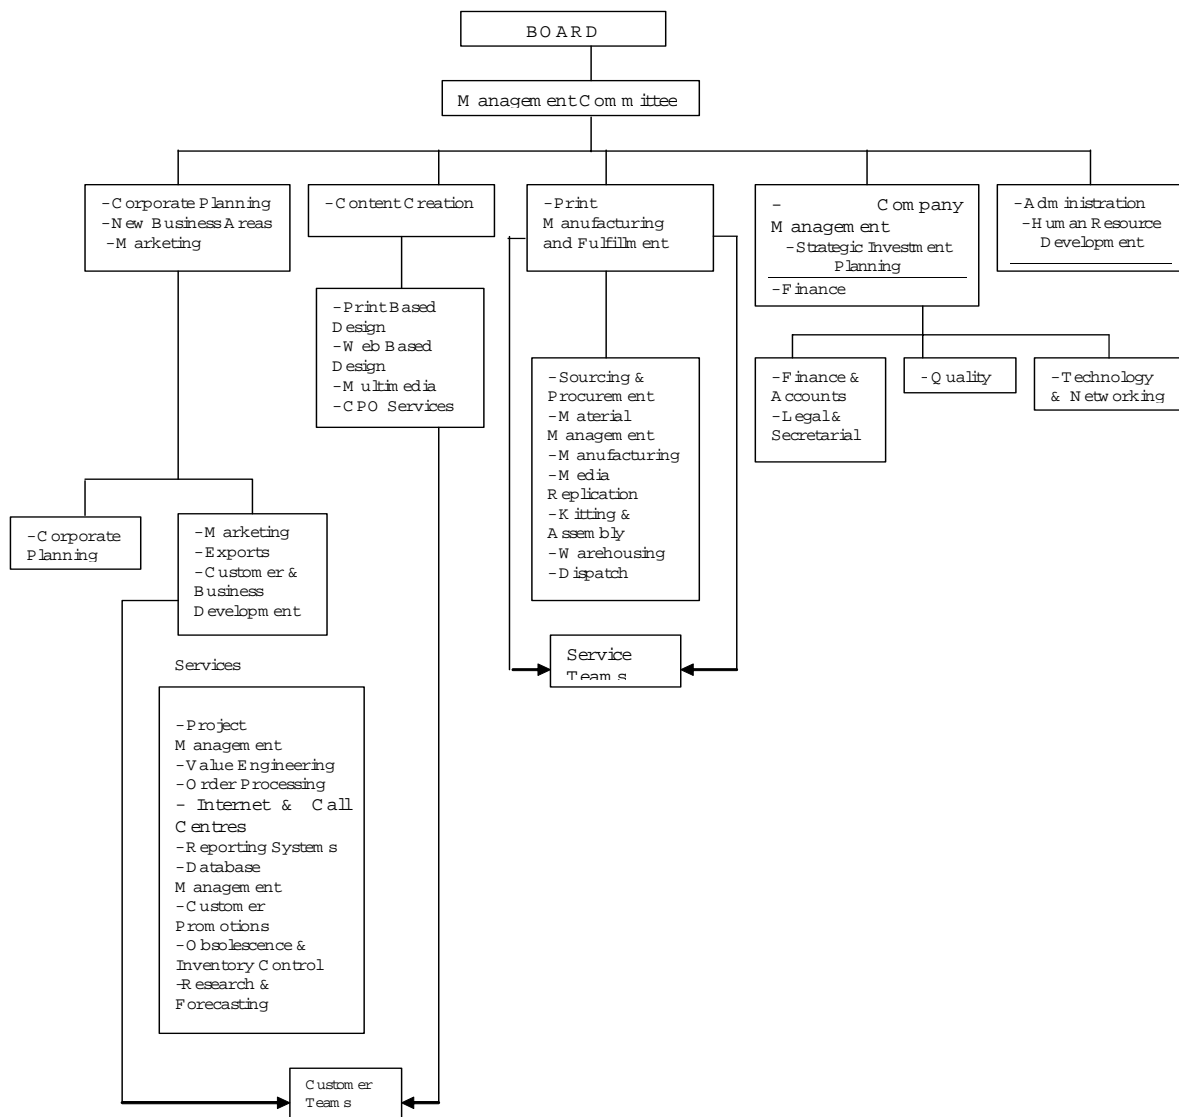 BOARD
Management Committee
-Corporate Planning
-New Business Areas
-Marketing
-Content Creation
-Print
Manufacturing
and Fulfillment
- Company
Management
-Strategic Investment
Planning
-Finance
-Administration
-Human Resource
Development
-Print Based
Design
-Web Based
Design
-Multimedia
-CPO Services
-Sourcing &
Procurement
-Material
Management
-Manufacturing
-Media
Replication
-Kitting &
Assembly
-Warehousing
-Dispatch
-Finance &
Accounts
-Legal &
Secretarial
-Quality
-Technology
& Networking
-Corporate
Planning
-Marketing
-Exports
-Customer &
Business
Development
Service
Teams
Services
-Project
Management
-Value Engineering
-Order Processing
- Internet & Call
Centres
-Reporting Systems
-Database
Management
-Customer
Promotions
-Obsolescence &
Inventory Control
-Research &
Forecasting
Customer
Teams